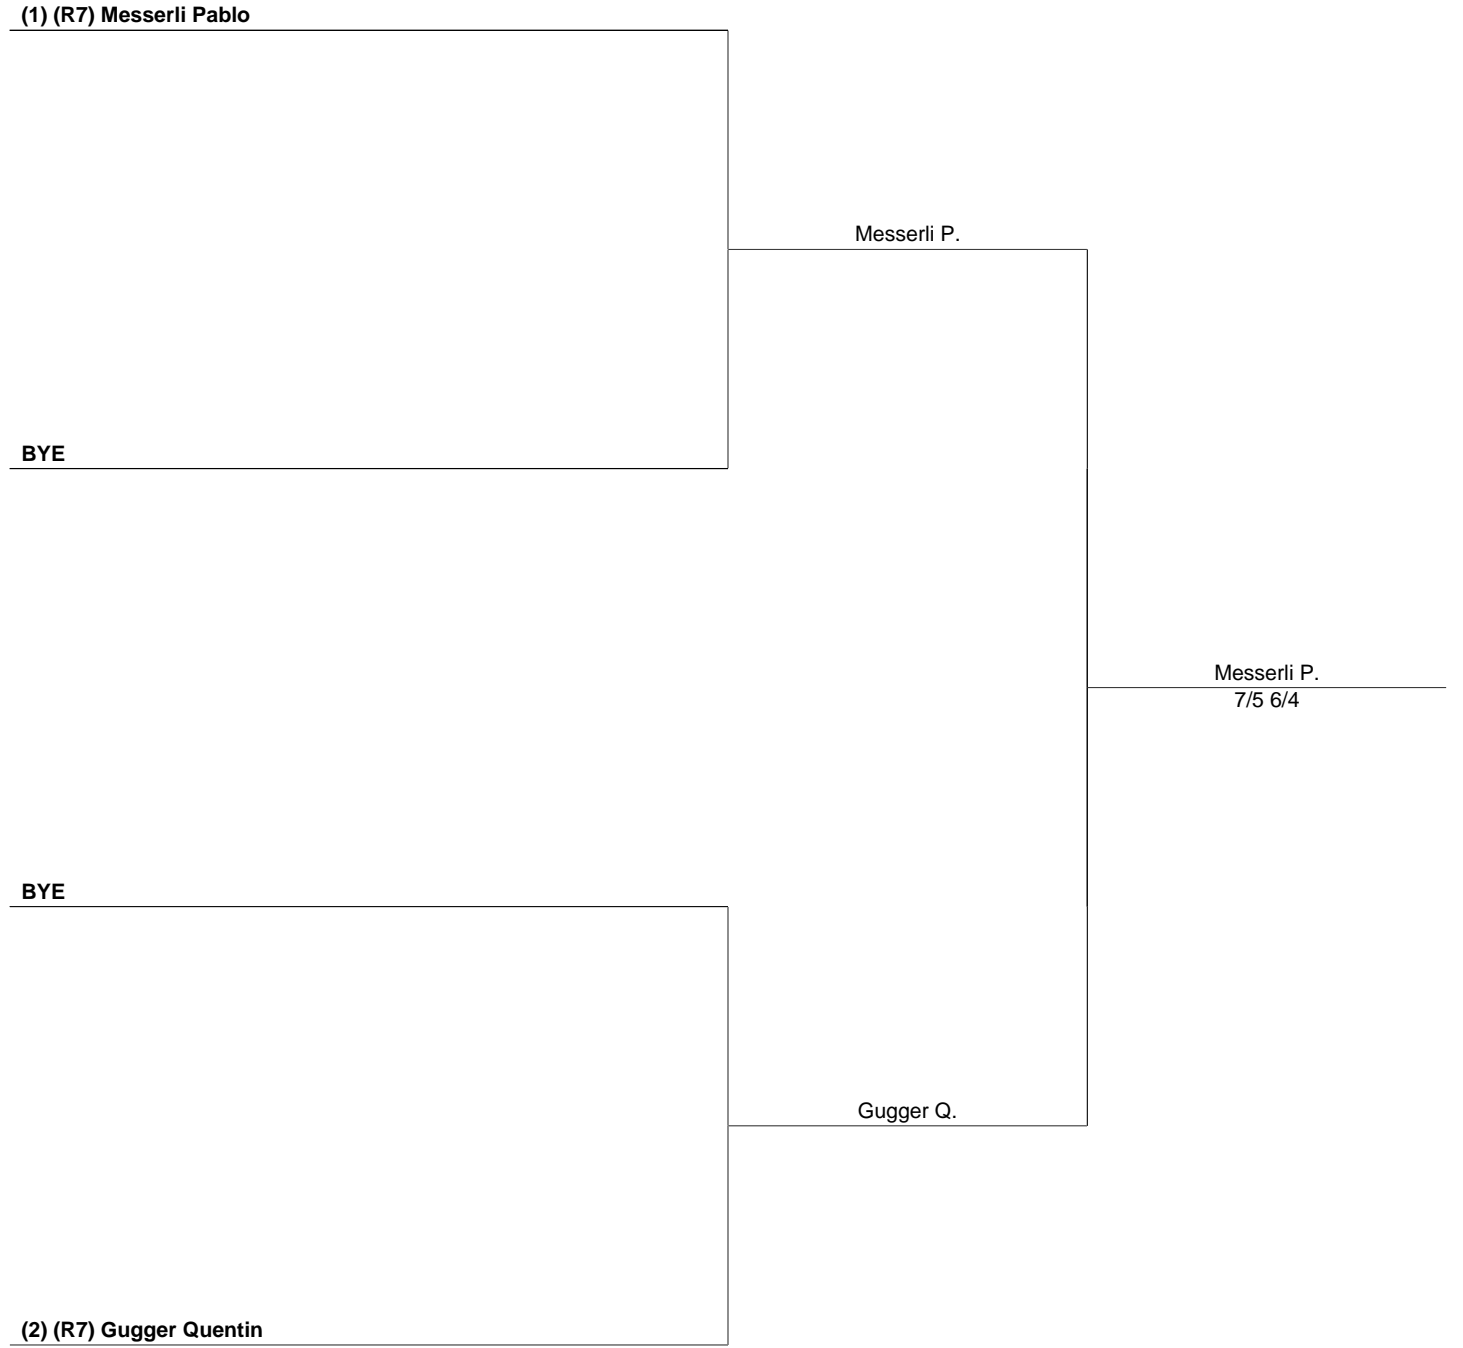 (1) (R7) Messerli Pablo
Messerli P.
BYE
Messerli P.
7/5 6/4
BYE
Gugger Q.
(2) (R7) Gugger Quentin